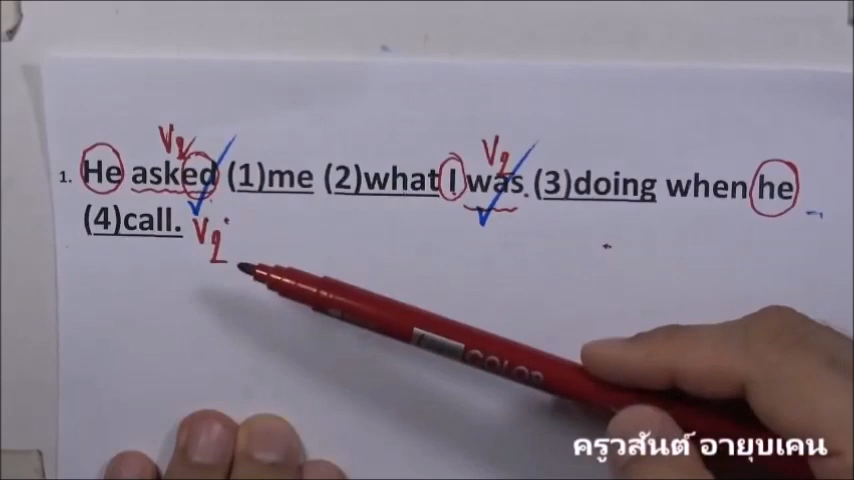 V2 V2
1. He asked (1)me (2)what I was (3)doing when he
(4)call. V2
COLOR
ครูวสันต์ อายุบเคน